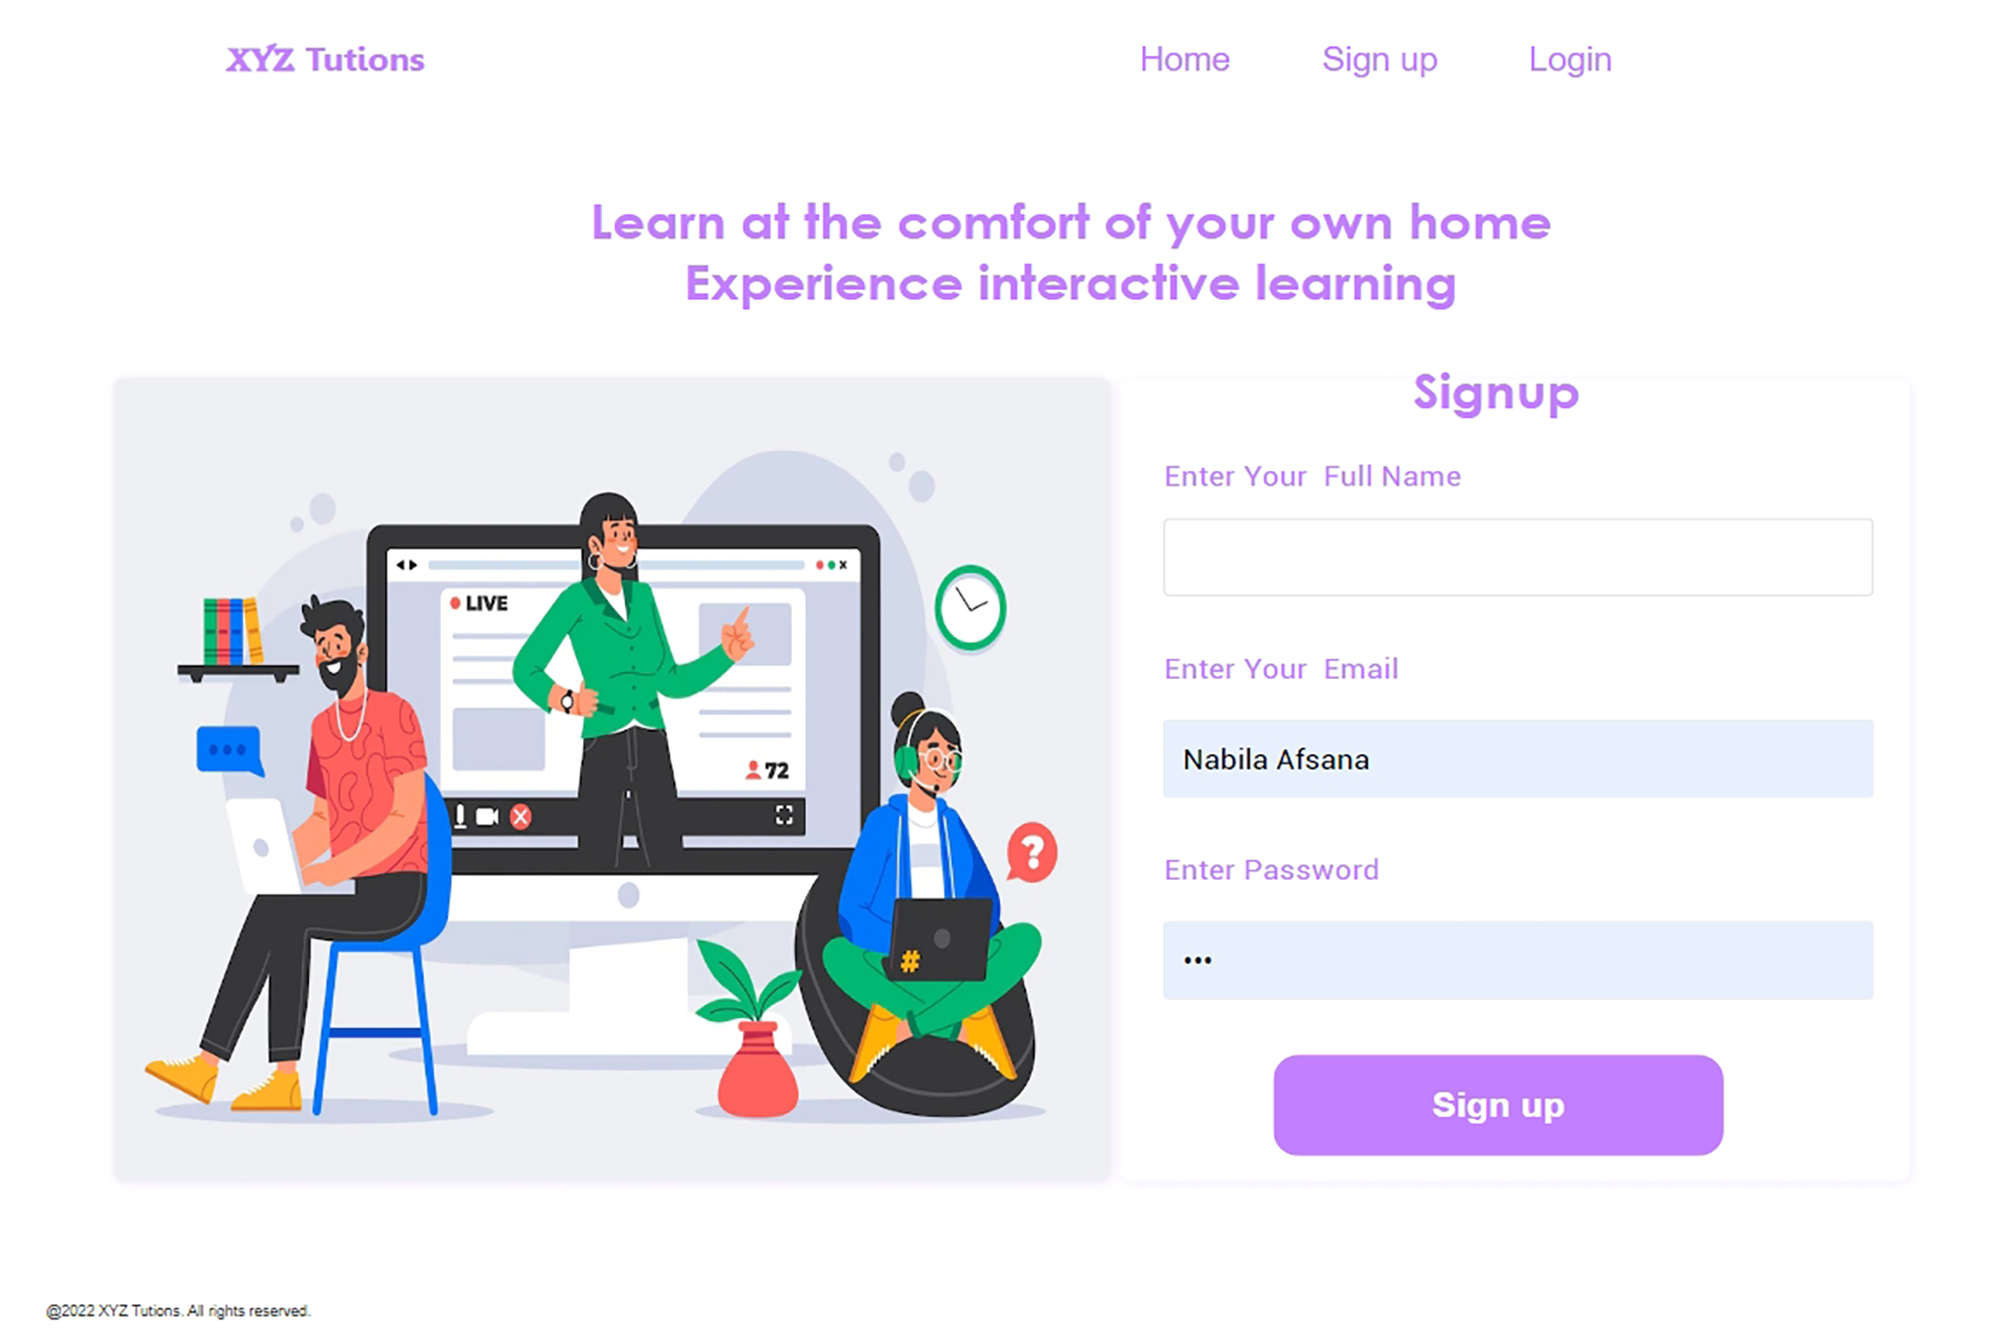 XYZ Tutions
Home Sign up Login
Learn at the comfort of your own home
Experience interactive learning
LIVE
72
?
#
Signup
Enter Your Full Name
Enter Your Email
Nabila Afsana
Enter Password
•••
Sign up
@2022 XYZ Tutions. All rights reserved.